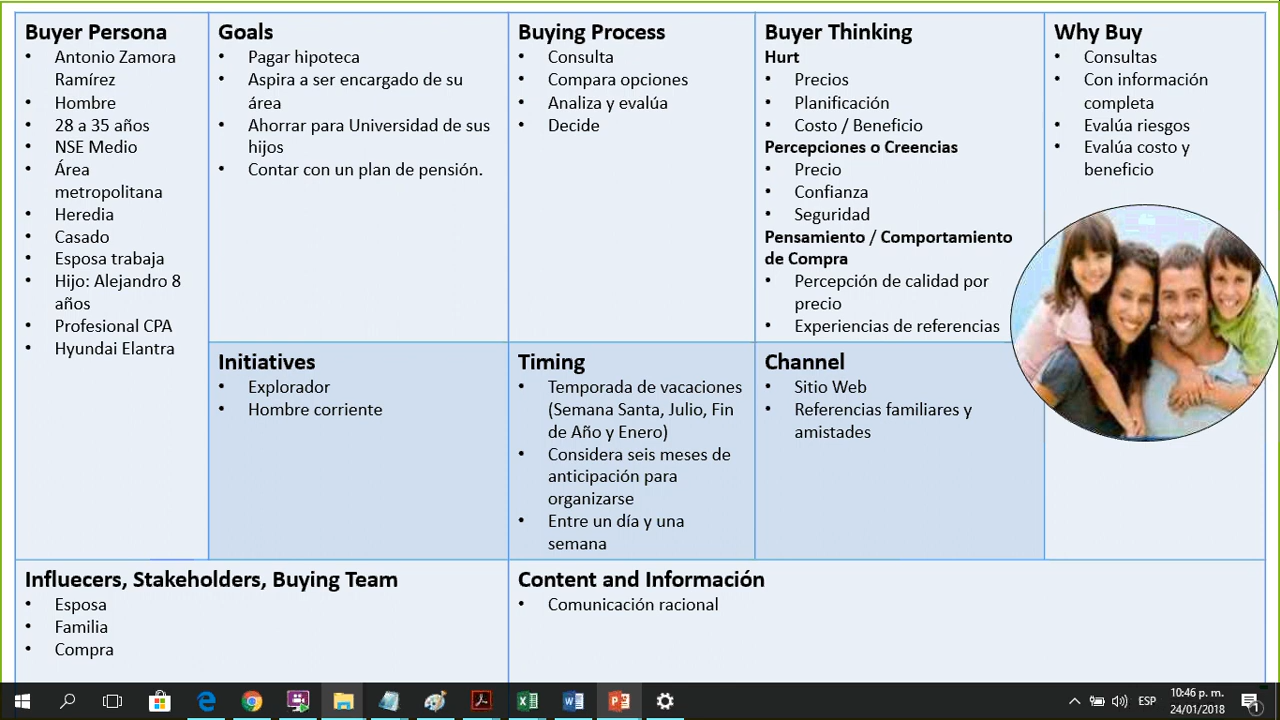 Buyer Persona
• Antonio Zamora
Ramírez
• Hombre
• 28 a 35 años
• NSE Medio
• Área
metropolitana
• Heredia
• Casado
• Esposa trabaja
• Hijo: Alejandro 8
años
• Profesional CPA
• Hyundai Elantra
Goals
• Pagar hipoteca
• Aspira a ser encargado de su
área
• Ahorrar para Universidad de sus
hijos
• Contar con un plan de pensión.
Buying Process
• Consulta
• Compara opciones
• Analiza y evalúa
• Decide
Buyer Thinking
Hurt
• Precios
• Planificación
• Costo / Beneficio
Percepciones o Creencias
• Precio
• Confianza
• Seguridad
Pensamiento / Comportamiento
de Compra
• Percepción de calidad por
precio
• Experiencias de referencias
Why Buy
• Consultas
• Con información
completa
• Evalúa riesgos
• Evalúa costo y
beneficio
Initiatives
• Explorador
• Hombre corriente
Timing
• Temporada de vacaciones
(Semana Santa, Julio, Fin
de Año y Enero)
• Considera seis meses de
anticipación para
organizarse
• Entre un día y una
semana
Channel
• Sitio Web
• Referencias familiares y
amistades
Influecers, Stakeholders, Buying Team
• Esposa
• Familia
• Compra
Content and Información
• Comunicación racional
ESP
10:46 p. m.
24/01/2018
1